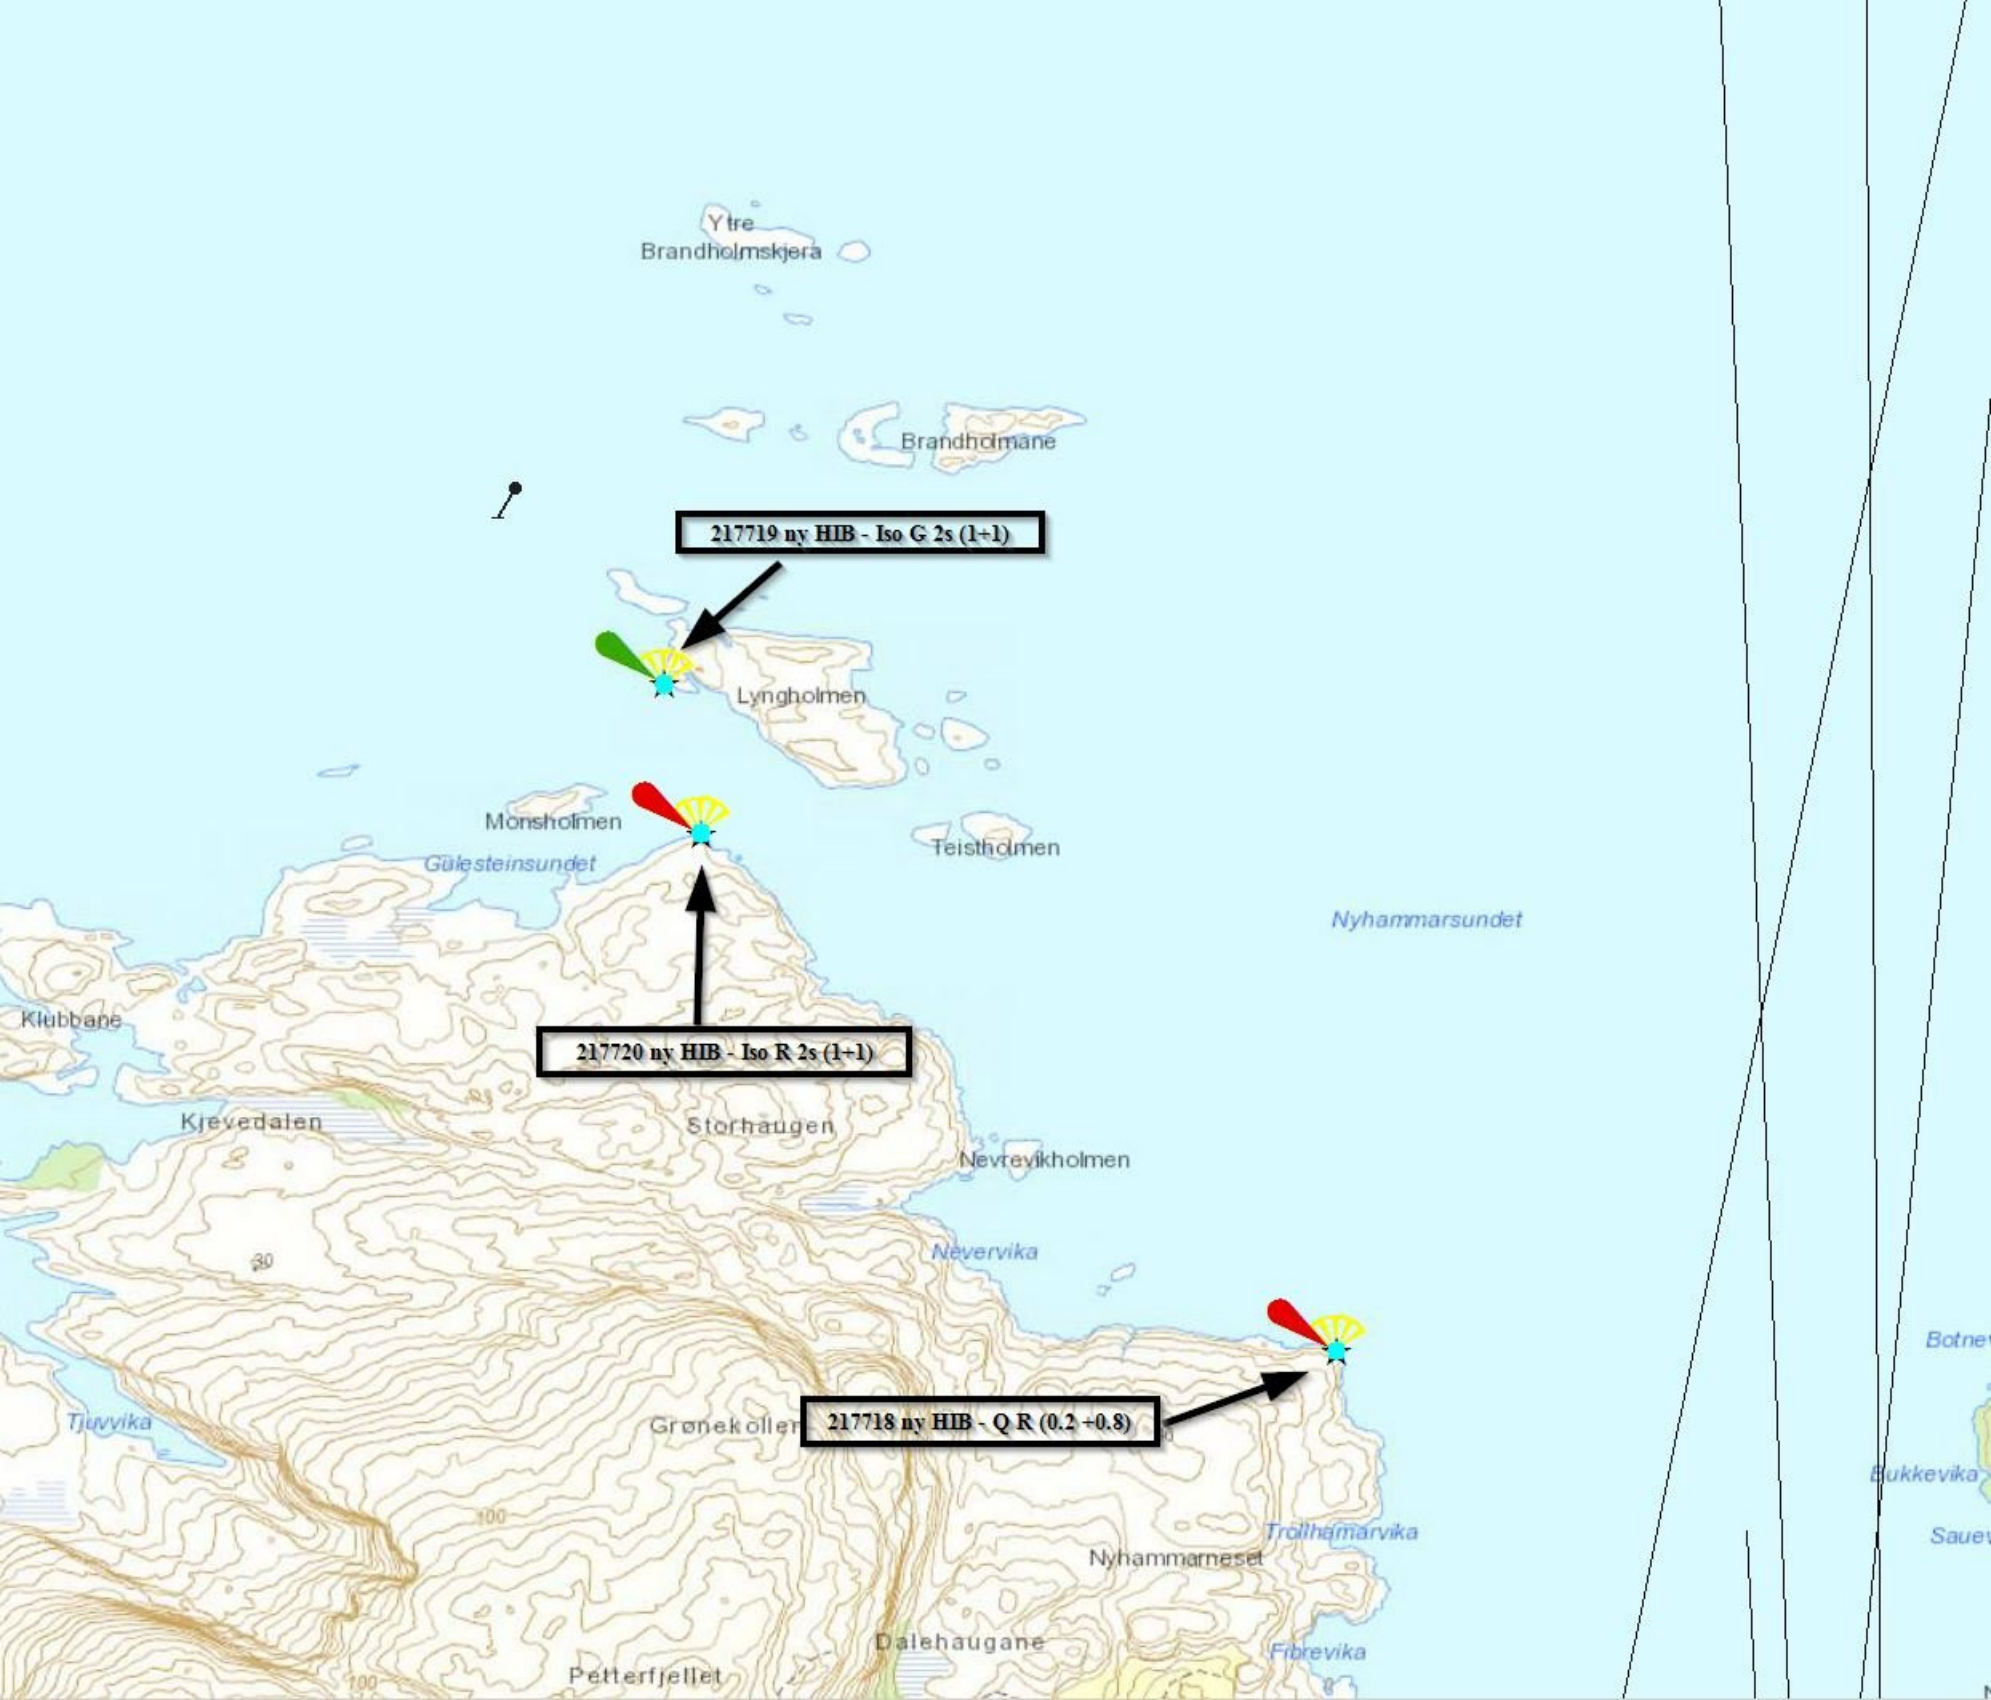 Ytre
Brandholmskjera
Brandholmane
217719 ny HIB - Iso G 2s (1+1)
Lyngholmen
Monsholmen
Teistholmen
Gulesteinsundet
Nyhammarsundet
Klubbane
217720 ny HIB - Iso R 2s (1+1)
Kjevedalen
Storhaugen
Nevrevikholmen
Nevervika
30
Botne
Tjuvvika
Grønekollen
217718 ny HIB - Q R (0.2 +0.8)
Bukkevika
100
Trollhamarvika
Sauev
Nyhammarneset
Dalehaugane
Fibrevika
Petterfjellet
100